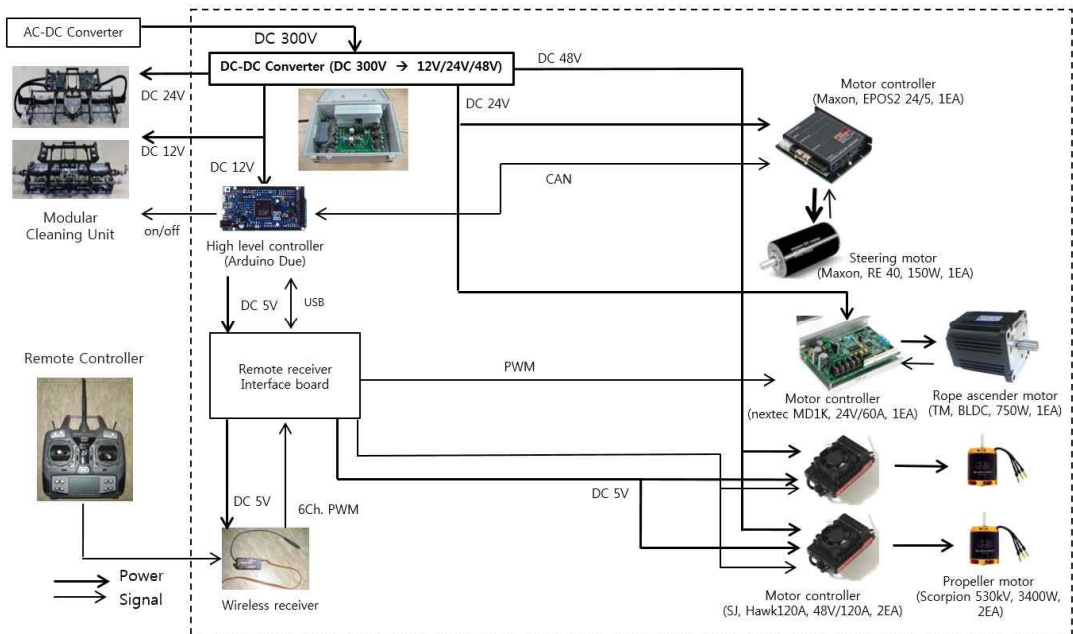 AC-DC Converter
DC 300V
DC-DC Converter (DC 300V → 12V/24V/48V)
DC 48V
DC 24V
DC 24V
DC 12V
DC 12V
Motor controller
(Maxon, EPOS2 24/5, 1EA)
CAN
Modular
Cleaning Unit
on/off
High level controller
(Arduino Due)
Steering motor
(Maxon, RE 40, 150W, 1EA)
DC 5V
USB
Remote Controller
Remote receiver
Interface board
PWM
Motor controller
(nextec MD1K, 24V/60A, 1EA)
Rope ascender motor
(TM, BLDC, 750W, 1EA)
DC 5V
6Ch. PWM
DC 5V
Power
Signal
Wireless receiver
Motor controller
(SJ, Hawk120A, 48V/120A, 2EA)
Propeller motor
(Scorpion 530kV, 3400W,
2EA)